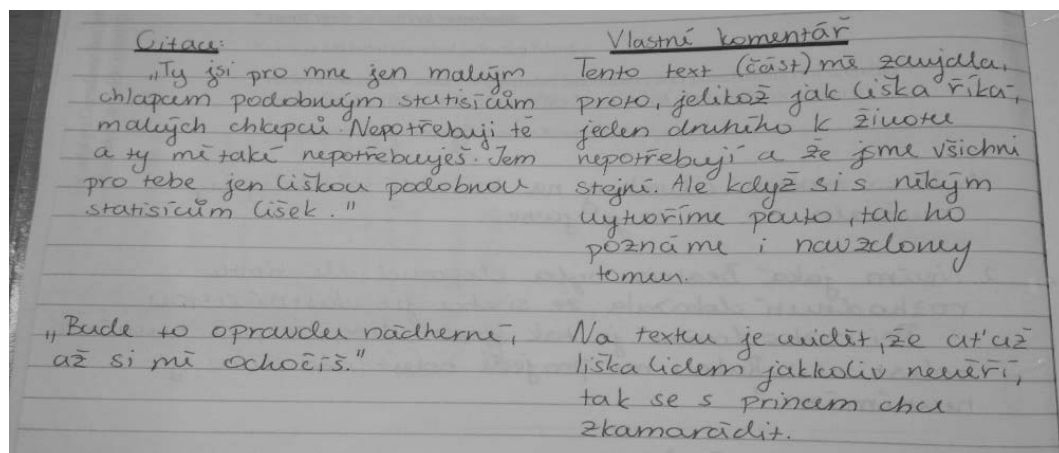 Citace:
„Ty jsi pro mne jen malým
chlapcem podobným statisícům
malých chlapců. Nepotřebuji tě
a ty mě také nepotřebuješ. Jsem
pro tebe jen liškou podobnou
statisícům lišek."
„Bude to opravdu nádherné,
až si mě ochočíš."
Vlastní komentář
Tento text (část) mě zaujala,
proto, jelikož jak liška říká,
jeden druhého k životu
nepotřebují a že jsme všichni
stejní. Ale když si s někým
vytvoříme pouto, tak ho
poznáme i navzdory
tomu.
Na textu je vidět, že ať už
liška lidem jakkoliv nevěří,
tak se s princem chce
zkamarádit.